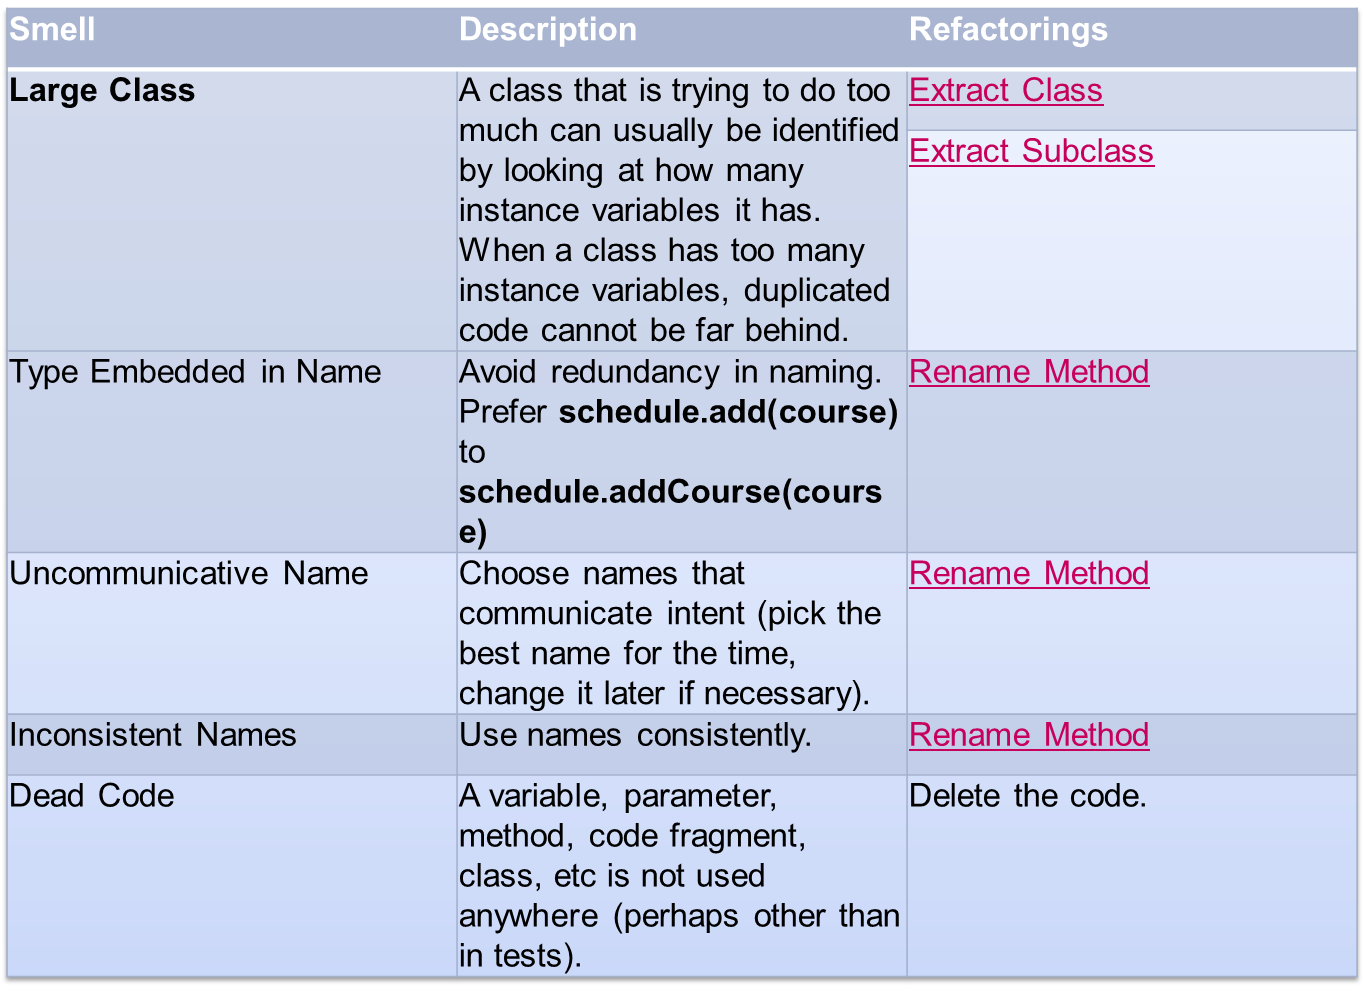 Smell
Description
Refactorings
Large Class
A class that is trying to do too
much can usually be identified
by looking at how many
instance variables it has.
When a class has too many
instance variables, duplicated
code cannot be far behind.
Extract Class
Extract Subclass
Type Embedded in Name
Avoid redundancy in naming.
Prefer schedule.add(course)
to
schedule.addCourse(cours
e)
Rename Method
Uncommunicative Name
Choose names that
communicate intent (pick the
best name for the time,
change it later if necessary).
Rename Method
Inconsistent Names
Use names consistently.
Rename Method
Dead Code
A variable, parameter,
method, code fragment,
class, etc is not used
anywhere (perhaps other than
in tests).
Delete the code.